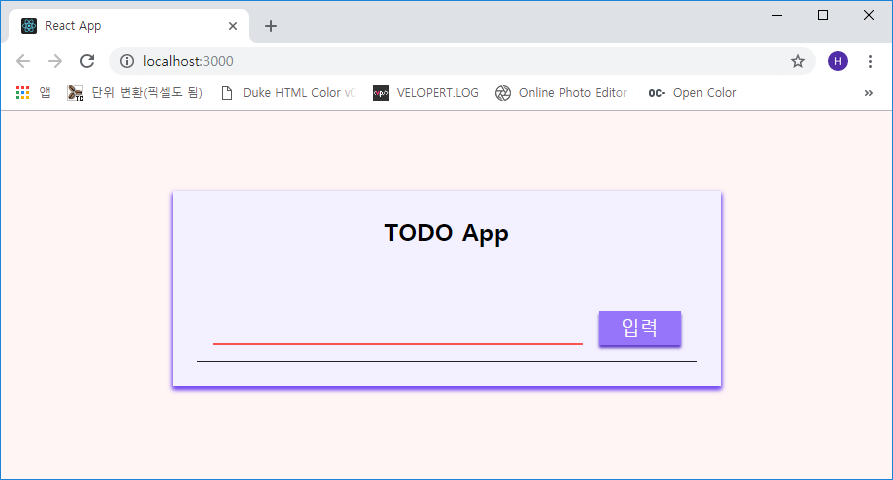 React App
localhost:3000
H
앱 단위 변환(픽셀도 됨) Duke HTML Color VELOPERT.LOG Online Photo Editor OC- Open Color
TODO App
입력